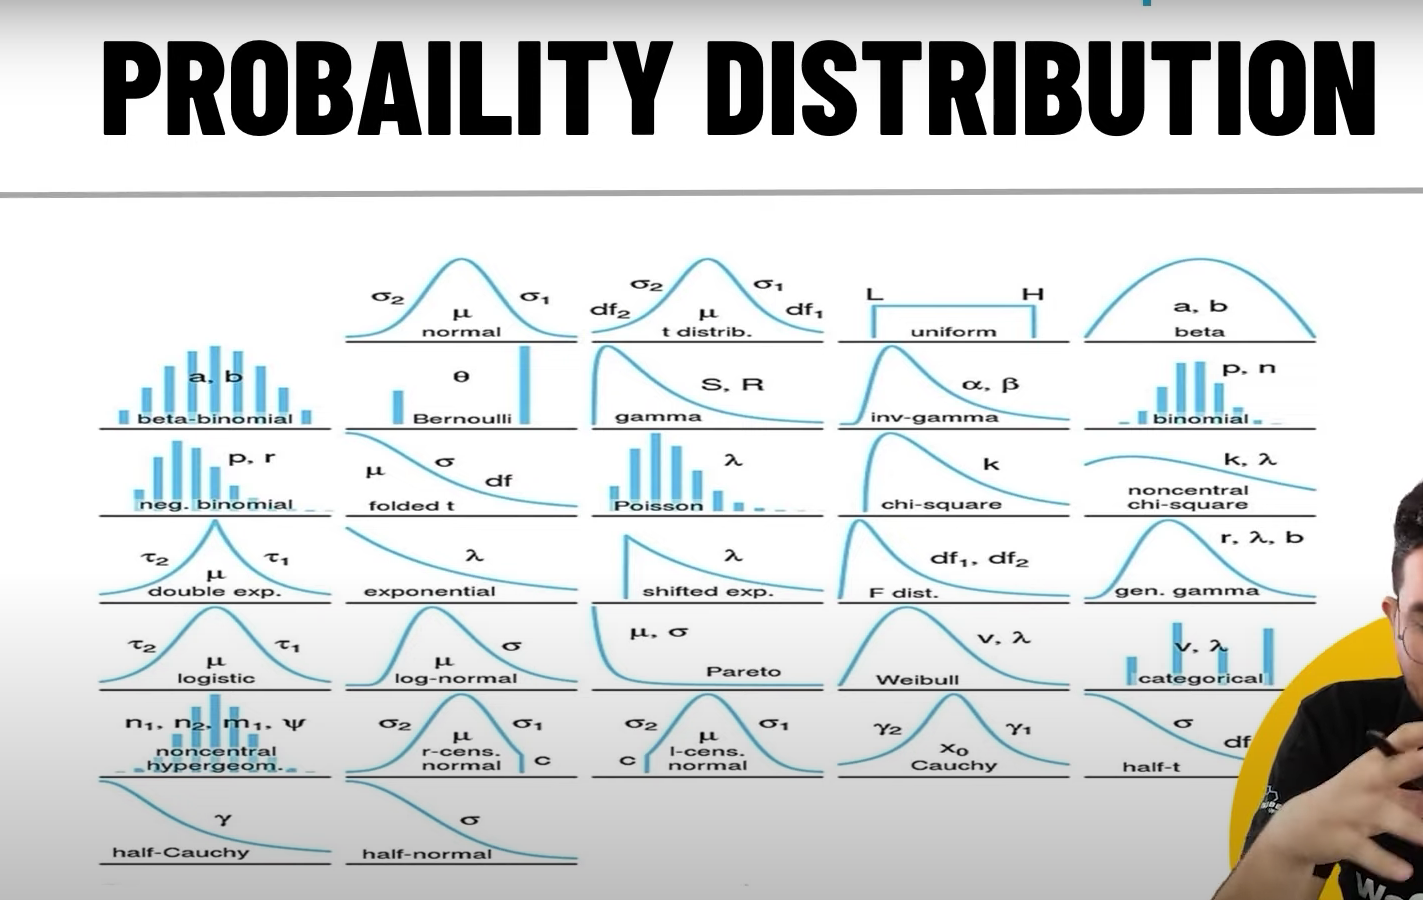 PROBAILITY DISTRIBUTION
σ₂ μ σ₁
normal
df₂ σ₂ μ σ₁ df₁
t distrib.
L H
uniform
a, b
beta
a, b
beta-binomial
θ
Bernoulli
S, R
gamma
α, β
inv-gamma
p, n
binomial
p, r
neg. binomial
μ σ df
folded t
λ
Poisson
k
chi-square
k, λ
noncentral
chi-square
τ₂ μ τ₁
double exp.
λ
exponential
λ
shifted exp.
df₁, df₂
F dist.
r, λ, b
gen. gamma
τ₂ μ τ₁
logistic
μ σ
log-normal
μ, σ
Pareto
v, λ
Weibull
v, λ
categorical
n₁, n₂, m₁, ψ
noncentral
hypergeom.
σ₂ μ σ₁
r-cens.
normal C
σ₂ μ σ₁
l-cens.
C normal
γ₂ x₀ γ₁
Cauchy
σ df
half-t
γ
half-Cauchy
σ
half-normal